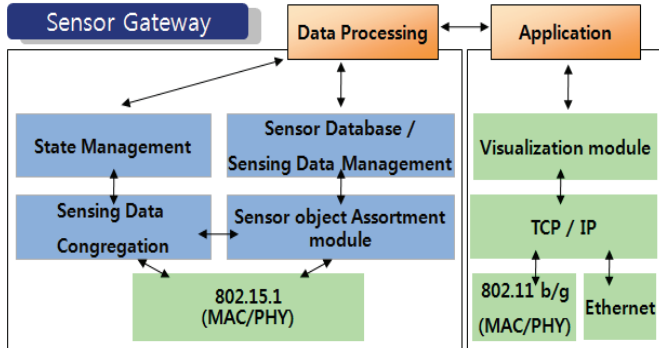 Sensor Gateway
Data Processing
Application
State Management
Sensor Database /
Sensing Data Management
Visualization module
Sensing Data
Congregation
Sensor object Assortment
module
TCP / IP
802.15.1
(MAC/PHY)
802.11 b/g
(MAC/PHY)
Ethernet